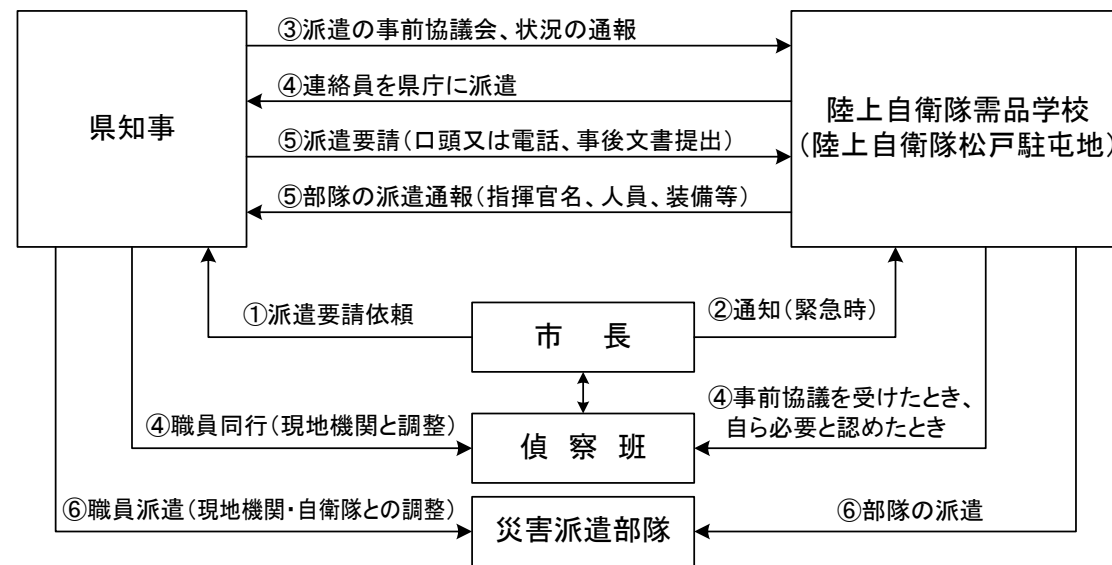 ③派遣の事前協議会、状況の通報
④連絡員を県庁に派遣
県知事
陸上自衛隊需品学校
（陸上自衛隊松戸駐屯地）
⑤派遣要請（口頭又は電話、事後文書提出）
⑤部隊の派遣通報（指揮官名、人員、装備等）
①派遣要請依頼
市　長
②通知（緊急時）
④職員同行（現地機関と調整）
偵 察 班
④事前協議を受けたとき、
自ら必要と認めたとき
⑥職員派遣（現地機関・自衛隊との調整）
災害派遣部隊
⑥部隊の派遣